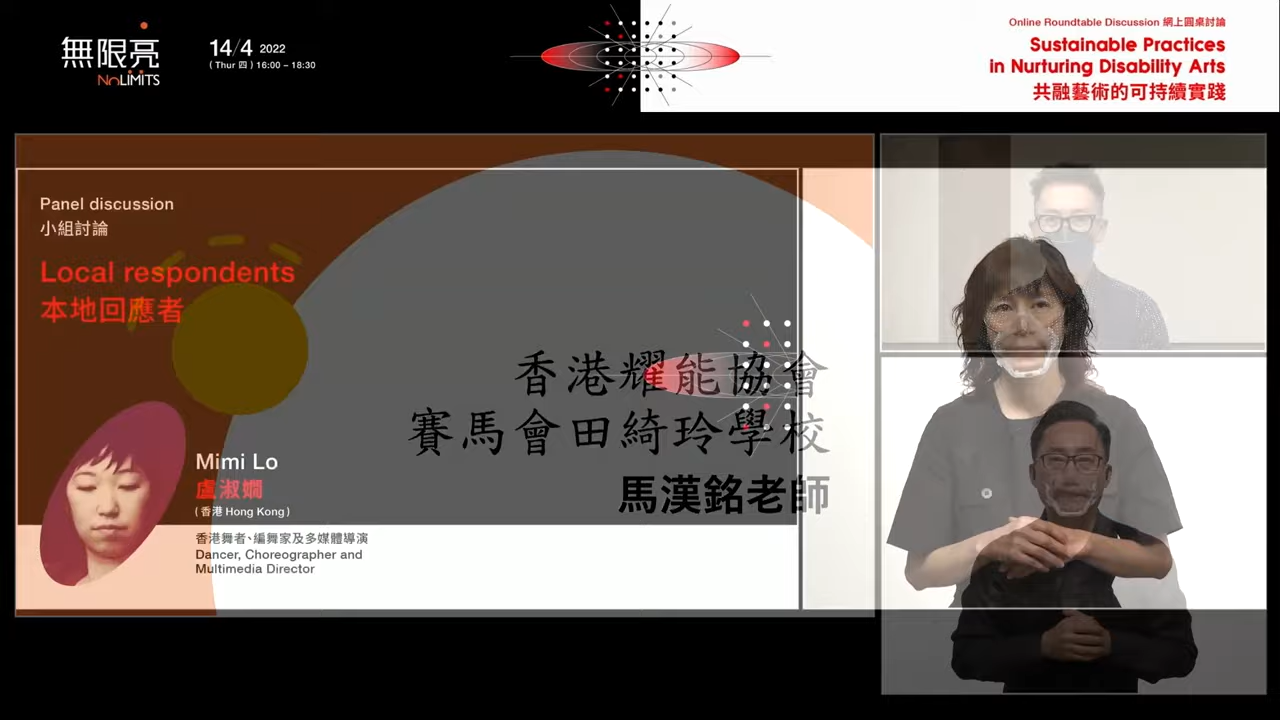 無限亮
NoLIMITS
14/4 2022
( Thur 四 ) 16:00 – 18:30
Online Roundtable Discussion 網上圓桌討論
Sustainable Practices
in Nurturing Disability Arts
共融藝術的可持續實踐
Panel discussion
小組討論
Local respondents
本地回應者
香港耀能協會
賽馬會田綺玲學校
馬漢銘老師
Mimi Lo
盧淑嫻
( 香港 Hong Kong )
香港舞者、編舞家及多媒體導演
Dancer, Choreographer and
Multimedia Director